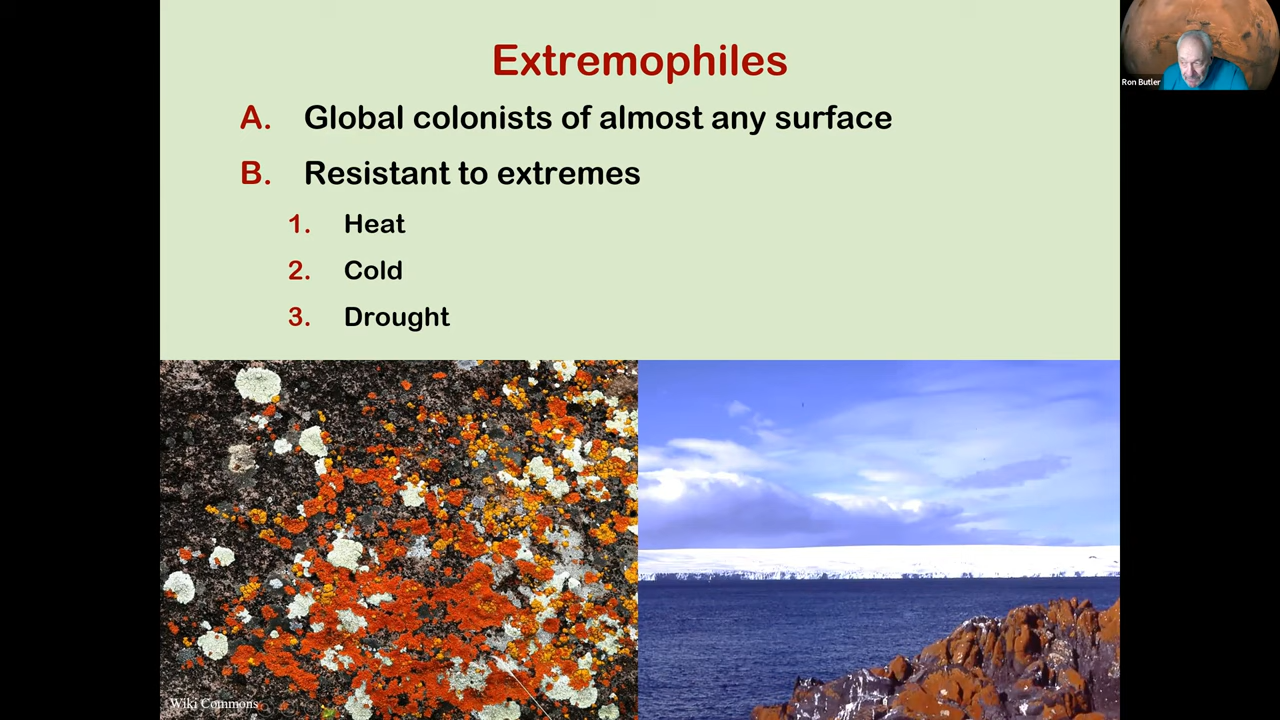 Extremophiles
A. Global colonists of almost any surface
B. Resistant to extremes
1. Heat
2. Cold
3. Drought
Wiki Commons
Ron Butler